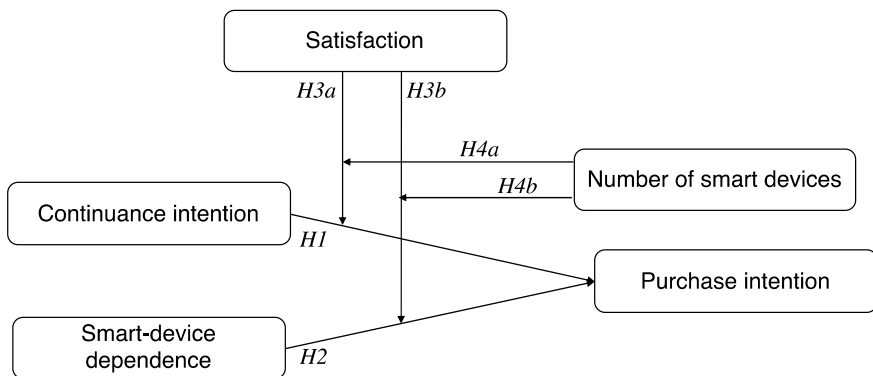 Satisfaction
H3a
H3b
H4a
Number of smart devices
H4b
Continuance intention
H1
Purchase intention
Smart-device
dependence
H2